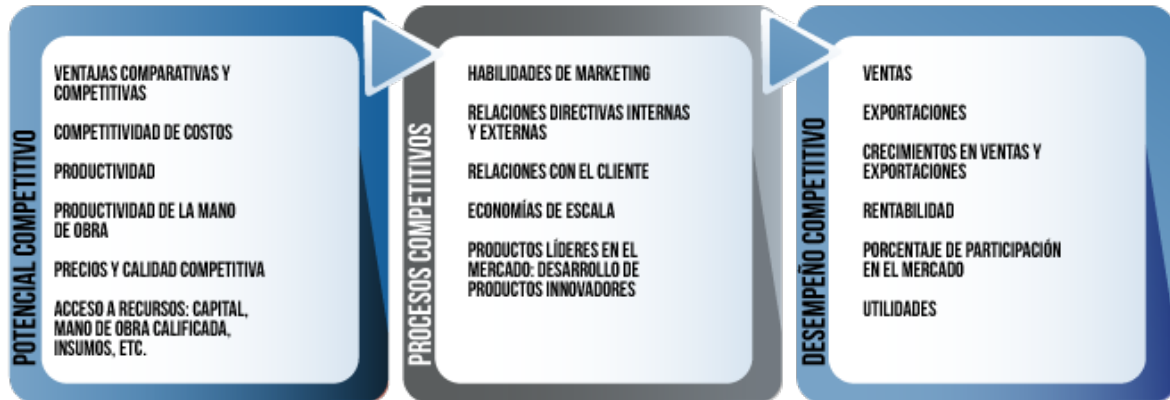 POTENCIAL COMPETITIVO
VENTAJAS COMPARATIVAS Y
COMPETITIVAS
COMPETITIVIDAD DE COSTOS
PRODUCTIVIDAD
PRODUCTIVIDAD DE LA MANO
DE OBRA
PRECIOS Y CALIDAD COMPETITIVA
ACCESO A RECURSOS: CAPITAL,
MANO DE OBRA CALIFICADA,
INSUMOS, ETC.
PROCESOS COMPETITIVOS
HABILIDADES DE MARKETING
RELACIONES DIRECTIVAS INTERNAS
Y EXTERNAS
RELACIONES CON EL CLIENTE
ECONOMÍAS DE ESCALA
PRODUCTOS LÍDERES EN EL
MERCADO: DESARROLLO DE
PRODUCTOS INNOVADORES
DESEMPEÑO COMPETITIVO
VENTAS
EXPORTACIONES
CRECIMIENTOS EN VENTAS Y
EXPORTACIONES
RENTABILIDAD
PORCENTAJE DE PARTICIPACIÓN
EN EL MERCADO
UTILIDADES